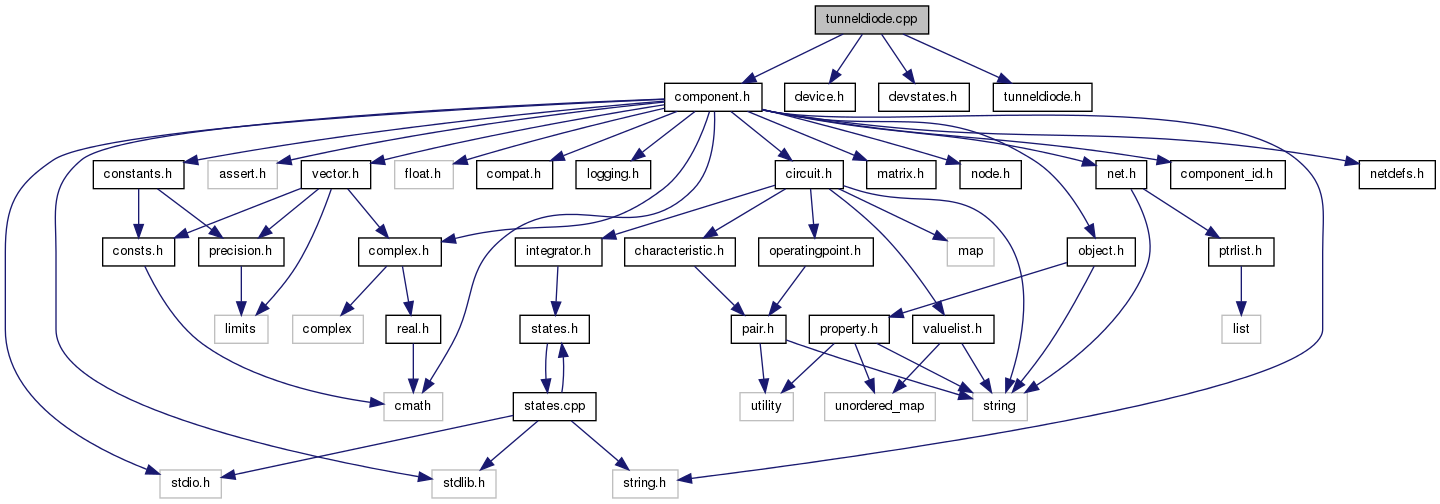 tunneldiode.cpp
component.h
device.h
devstates.h
tunneldiode.h
constants.h
assert.h
vector.h
float.h
compat.h
logging.h
circuit.h
matrix.h
node.h
net.h
component_id.h
netdefs.h
consts.h
precision.h
complex.h
integrator.h
characteristic.h
operatingpoint.h
map
object.h
ptrlist.h
limits
complex
real.h
states.h
pair.h
property.h
valuelist.h
list
cmath
states.cpp
utility
unordered_map
string
stdio.h
stdlib.h
string.h